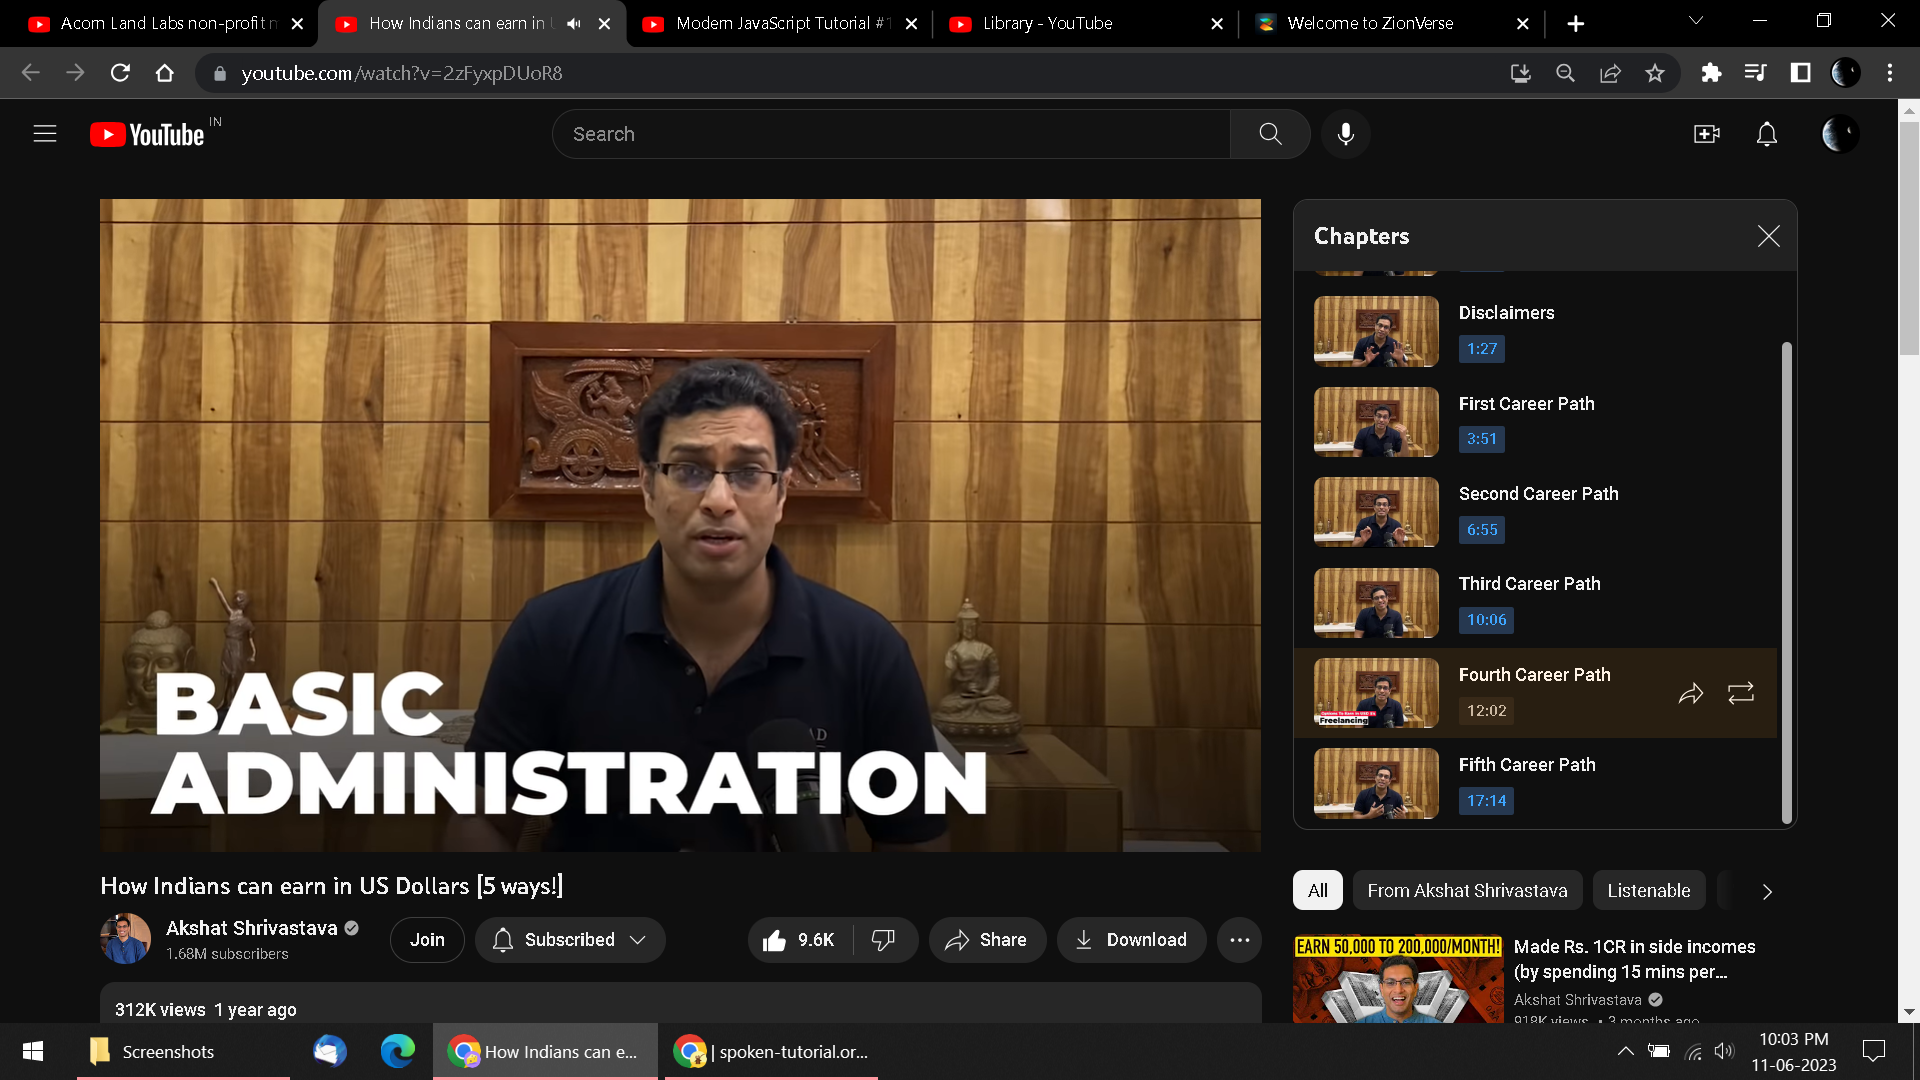 Acorn Land Labs non-profit
How Indians can earn in
Modern JavaScript Tutorial #
Library - YouTube
Welcome to ZionVerse
youtube.com/watch?v=2zFyxpDUoR8
YouTube IN
Search
Chapters
Disclaimers
1:27
First Career Path
3:51
Second Career Path
6:55
Third Career Path
10:06
Fourth Career Path
12:02
Freelancing
Fifth Career Path
17:14
BASIC
ADMINISTRATION
How Indians can earn in US Dollars [5 ways!]
Akshat Shrivastava
1.68M subscribers
Join
Subscribed
9.6K
Share
Download
312K views 1 year ago
All
From Akshat Shrivastava
Listenable
EARN 50,000 TO 200,000/MONTH!
Made Rs. 1CR in side incomes
(by spending 15 mins per...
Akshat Shrivastava
918K views • 3 months ago
Screenshots
How Indians can e...
| spoken-tutorial.or...
10:03 PM
11-06-2023